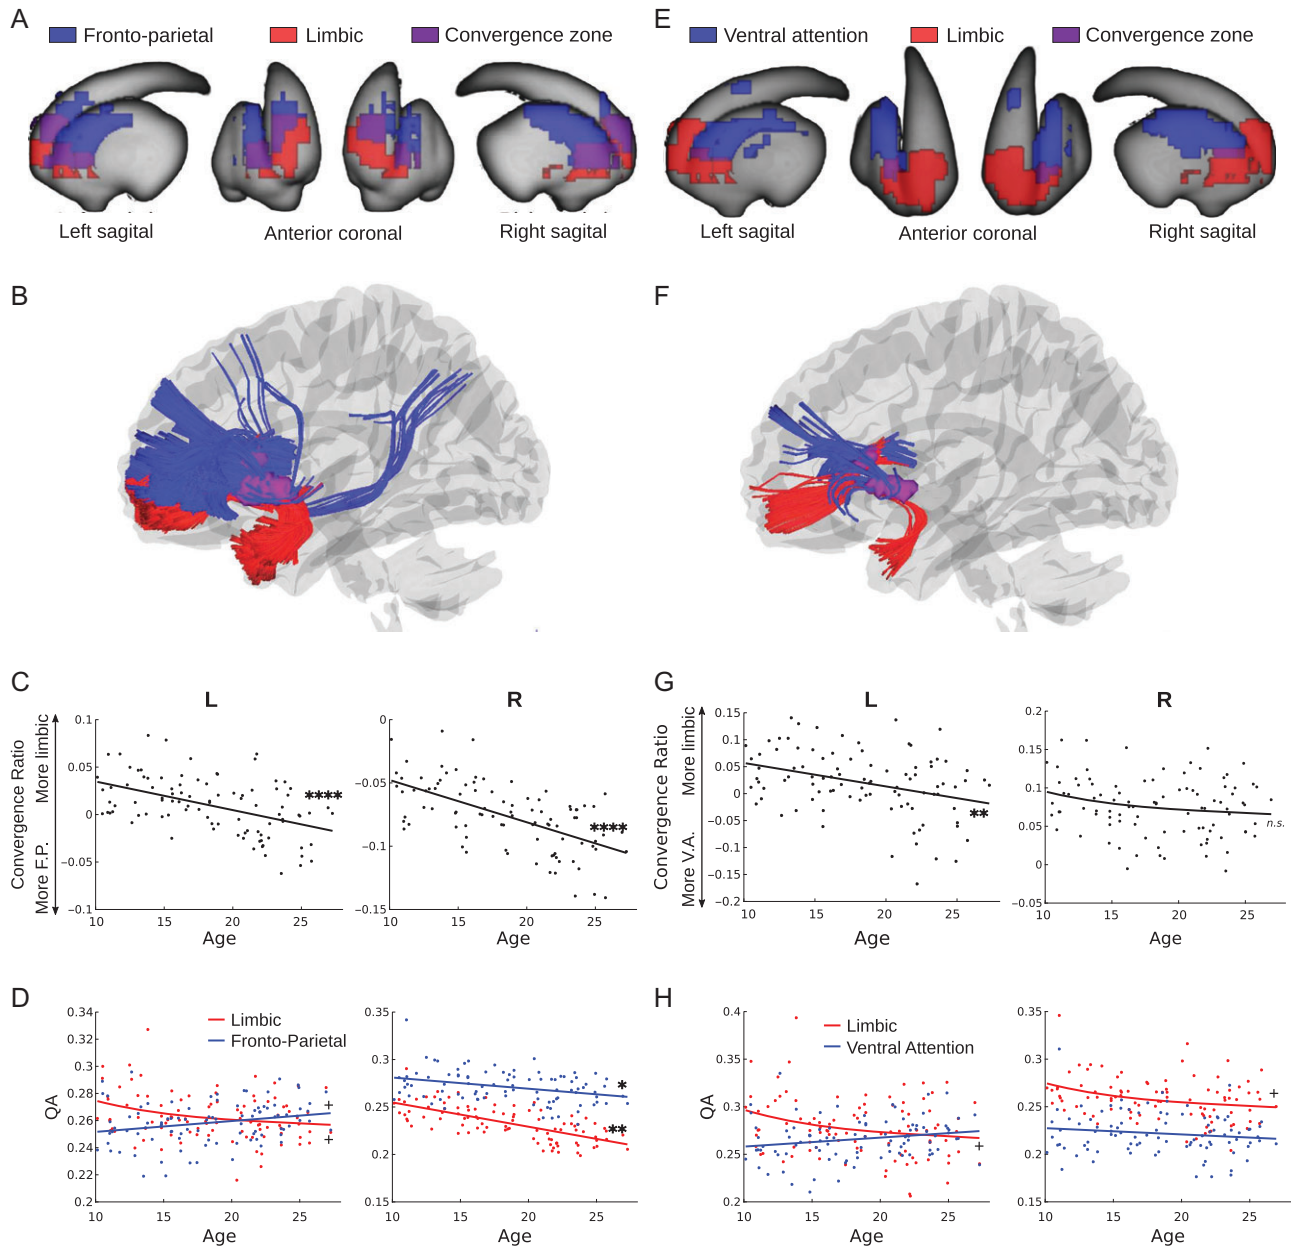 A
Fronto-parietal
Limbic
Convergence zone
Left sagital
Anterior coronal
Right sagital
E
Ventral attention
Limbic
Convergence zone
Left sagital
Anterior coronal
Right sagital
B
F
C
L
R
Convergence Ratio
More F.P.
More limbic
0.1
0.05
0
−0.05
−0.1
10
15
20
25
Age
****
0
−0.05
−0.1
−0.15
10
15
20
25
Age
****
G
L
R
Convergence Ratio
More V.A.
More limbic
0.15
0.1
0.05
0
−0.05
−0.1
−0.15
−0.2
10
15
20
25
Age
**
0.2
0.15
0.1
0.05
0
−0.05
10
15
20
25
Age
n.s.
D
QA
Limbic
Fronto-Parietal
0.34
0.32
0.3
0.28
0.26
0.24
0.22
0.2
10
15
20
25
Age
+
+
0.35
0.3
0.25
0.2
0.15
10
15
20
25
Age
*
**
H
QA
Limbic
Ventral Attention
0.4
0.35
0.3
0.25
0.2
10
15
20
25
Age
+
0.35
0.3
0.25
0.2
0.15
10
15
20
25
Age
+